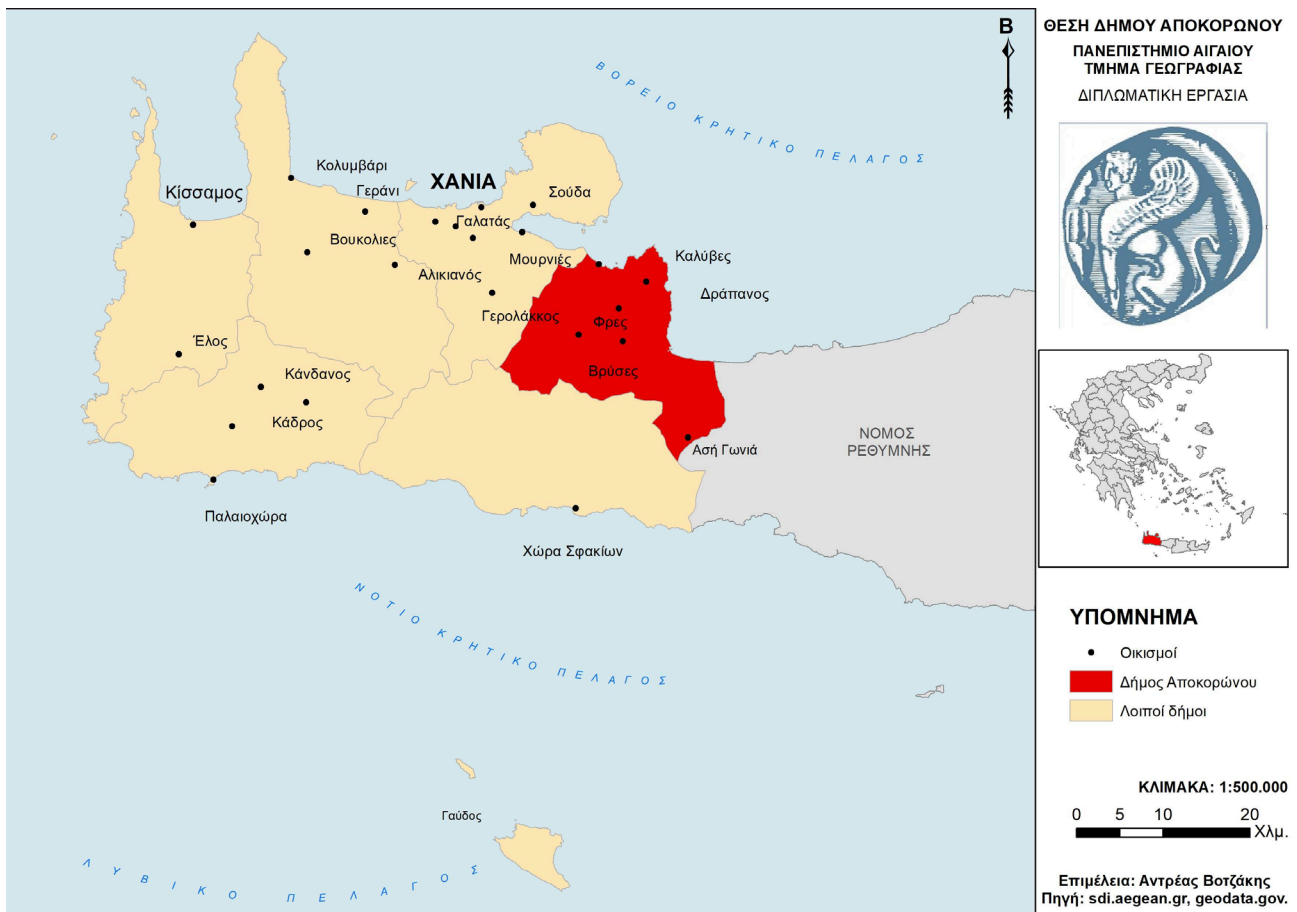 Β
ΒΟΡΕΙΟ ΚΡΗΤΙΚΟ ΠΕΛΑΓΟΣ
Κολυμβάρι
Γεράνι
ΧΑΝΙΑ
Κίσσαμος
Σούδα
Γαλατάς
Βουκολιες
Μουρνιές
Καλύβες
Αλικιανός
Δράπανος
Γερολάκκος
Φρες
Έλος
Βρύσες
Κάνδανος
Κάδρος
Ασή Γωνιά
ΝΟΜΟΣ
ΡΕΘΥΜΝΗΣ
Παλαιοχώρα
Χώρα Σφακίων
ΝΟΤΙΟ ΚΡΗΤΙΚΟ ΠΕΛΑΓΟΣ
Γαύδος
ΛΥΒΙΚΟ ΠΕΛΑΓΟΣ
ΘΕΣΗ ΔΗΜΟΥ ΑΠΟΚΟΡΩΝΟΥ
ΠΑΝΕΠΙΣΤΗΜΙΟ ΑΙΓΑΙΟΥ
ΤΜΗΜΑ ΓΕΩΓΡΑΦΙΑΣ
ΔΙΠΛΩΜΑΤΙΚΗ ΕΡΓΑΣΙΑ
ΥΠΟΜΝΗΜΑ
Οικισμοί
Δήμος Αποκορώνου
Λοιποί δήμοι
ΚΛΙΜΑΚΑ: 1:500.000
0 5 10 20
Χλμ.
Επιμέλεια: Αντρέας Βοτζάκης
Πηγή: sdi.aegean.gr, geodata.gov.